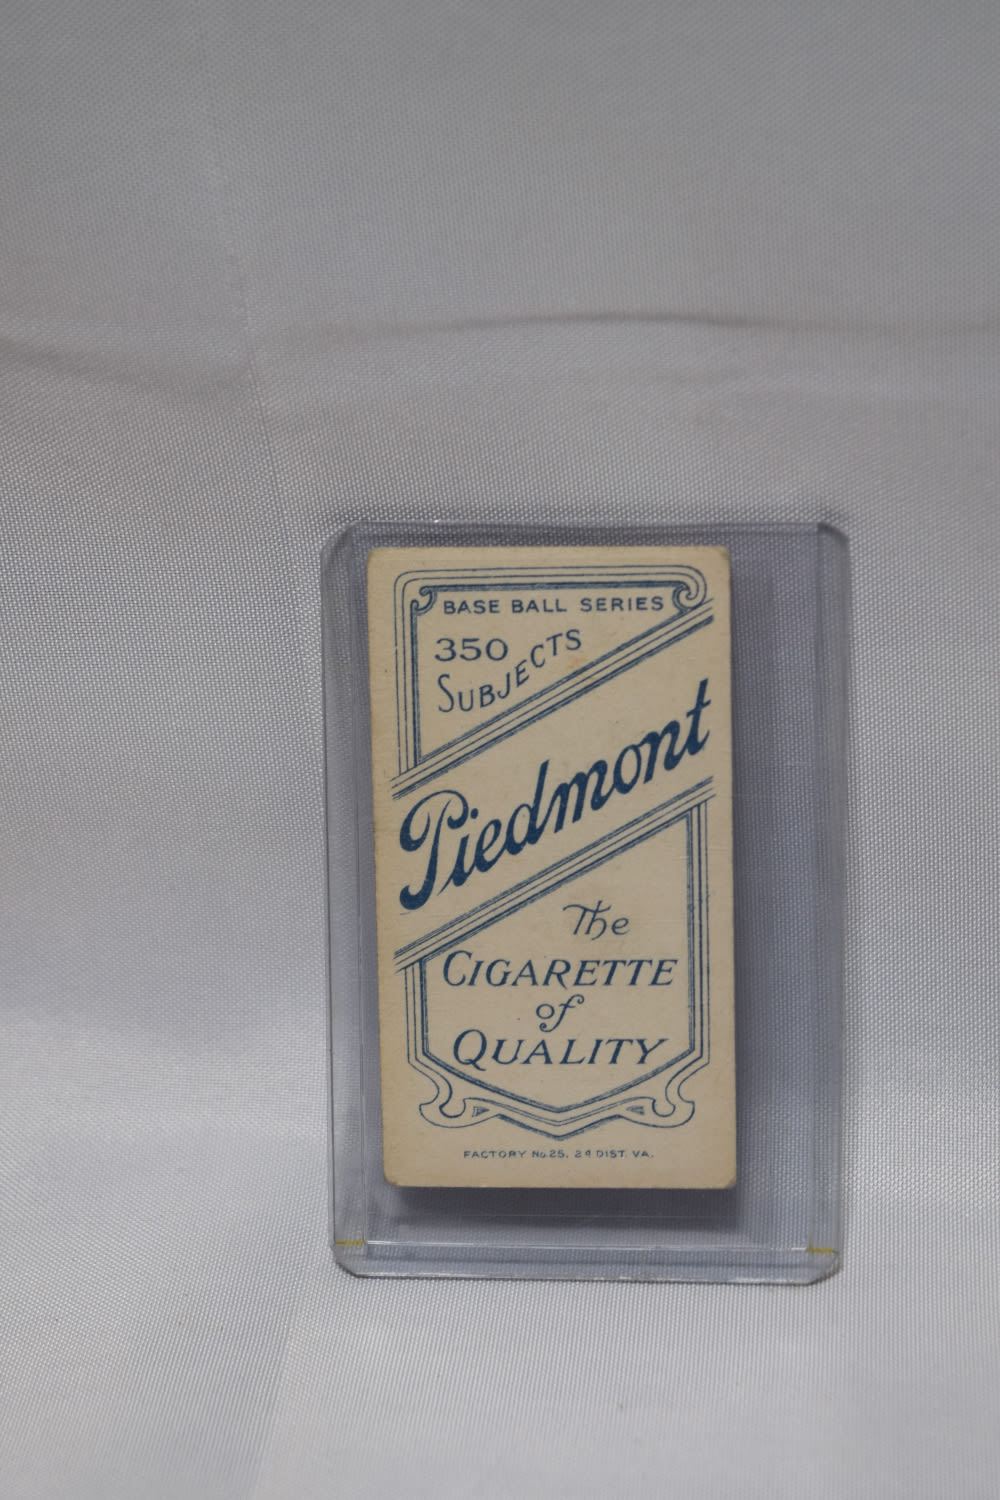 BASE BALL SERIES
350
SUBJECTS
Piedmont
The
CIGARETTE
of
QUALITY
FACTORY No. 25. 2d DIST. VA.